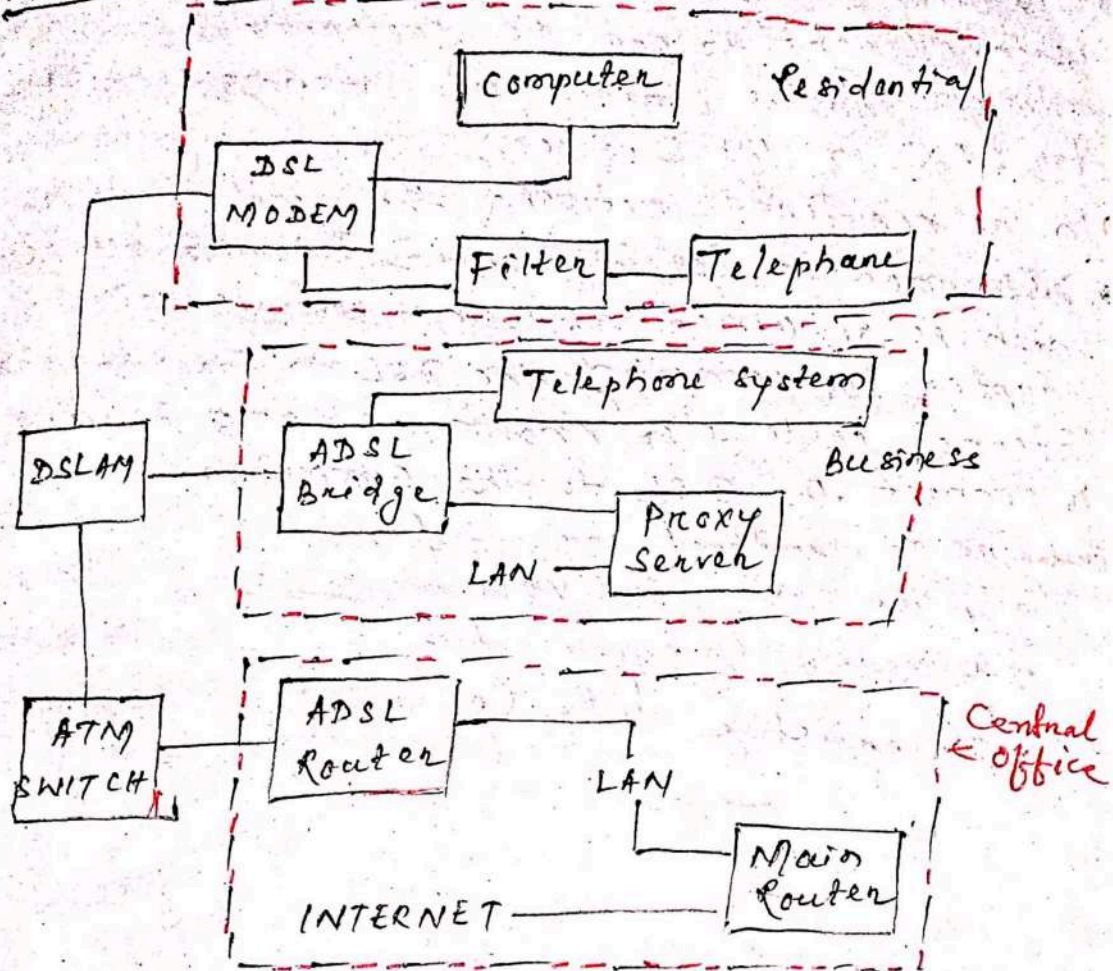 Computer
Residential
DSL
MODEM
Filter
Telephone
Telephone system
DSLAM
ADSL
Bridge
Business
Proxy
Server
LAN
ATM
SWITCH
ADSL
Router
Central
← Office
LAN
Main
Router
INTERNET